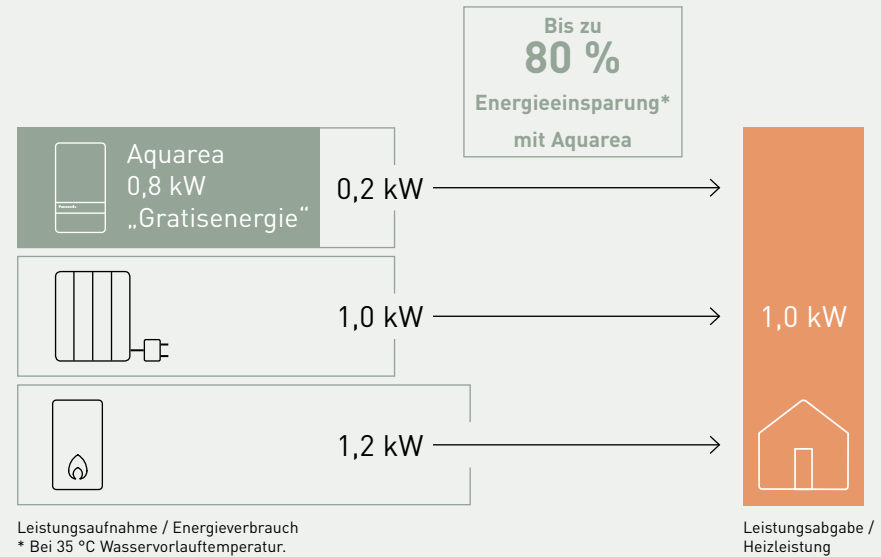 Bis zu
80 %
Energieeinsparung*
mit Aquarea
Aquarea
0,8 kW
„Gratisenergie“
0,2 kW
1,0 kW
1,0 kW
1,2 kW
Leistungsaufnahme / Energieverbrauch
* Bei 35 °C Wasservorlauftemperatur.
Leistungsabgabe /
Heizleistung